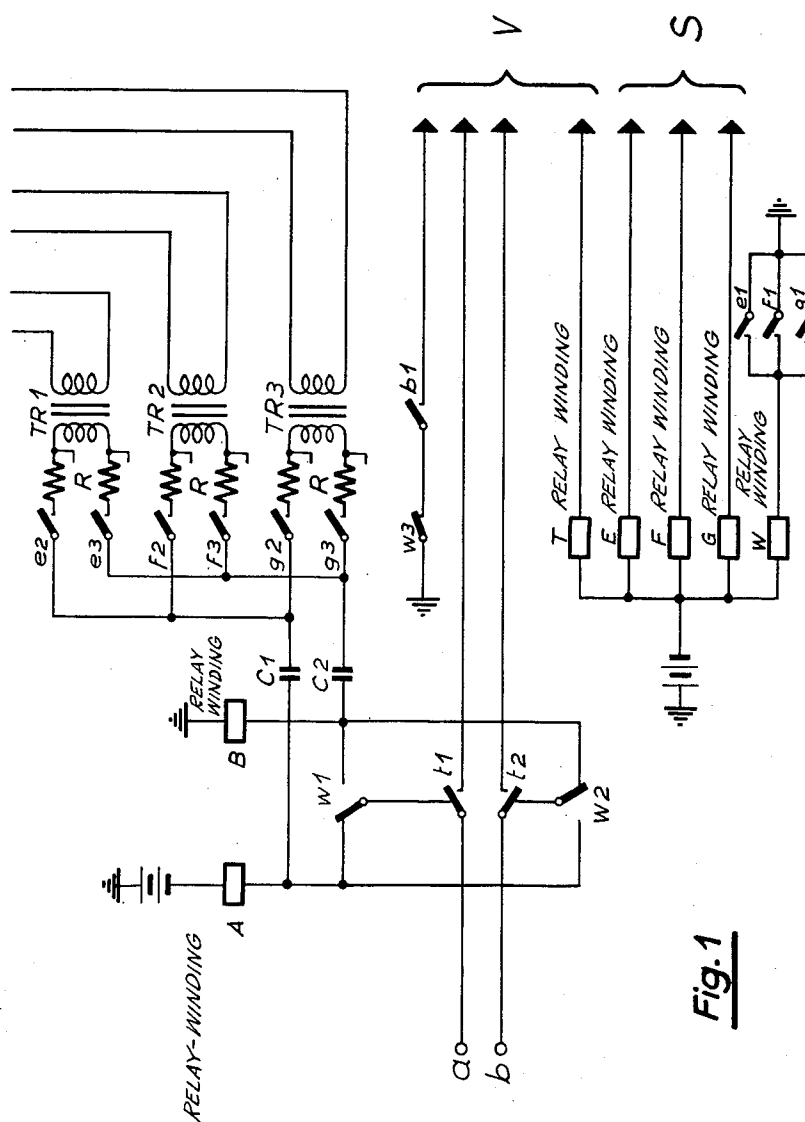 TR1
TR2
TR3
R
R
R
e2
e3
f2
f3
g2
g3
C1
C2
RELAY
WINDING
B
A
RELAY-WINDING
w1
w2
w3
b1
t1
t2
a
b
V
S
T RELAY WINDING
E RELAY WINDING
F RELAY WINDING
G RELAY WINDING
W RELAY
WINDING
e1
f1
g1
Fig.1